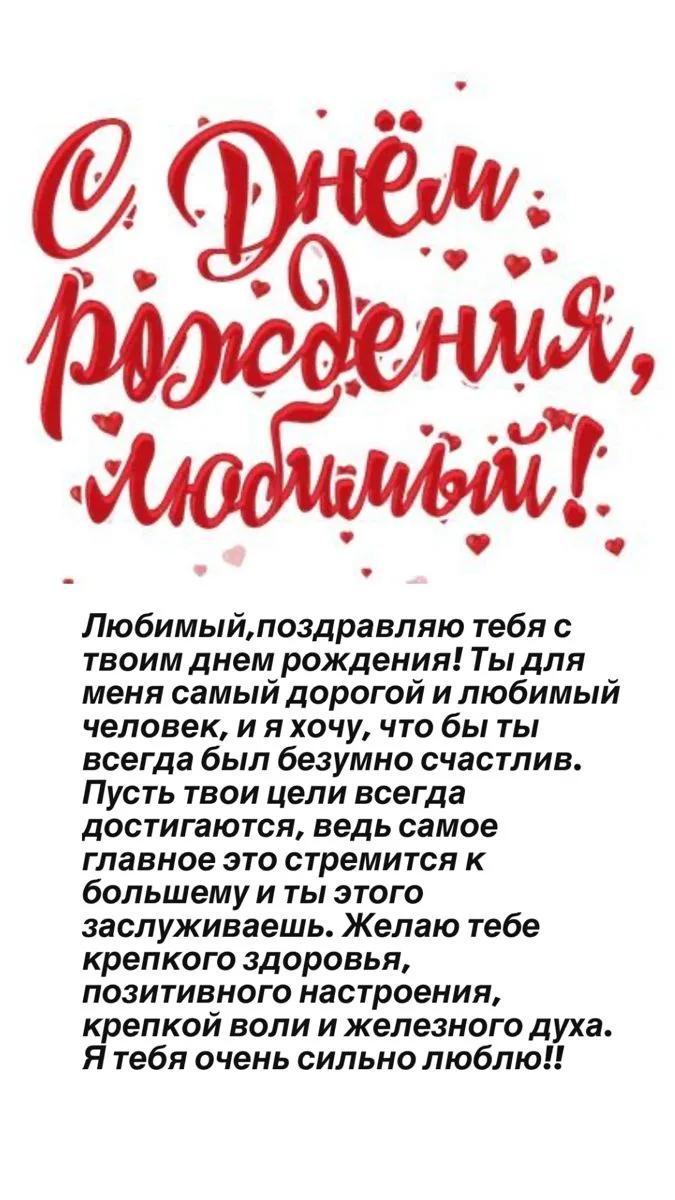 С Днём
рождения,
любимый!
Любимый,поздравляю тебя с
твоим днем рождения! Ты для
меня самый дорогой и любимый
человек, и я хочу, что бы ты
всегда был безумно счастлив.
Пусть твои цели всегда
достигаются, ведь самое
главное это стремится к
большему и ты этого
заслуживаешь. Желаю тебе
крепкого здоровья,
позитивного настроения,
крепкой воли и железного духа.
Я тебя очень сильно люблю!!